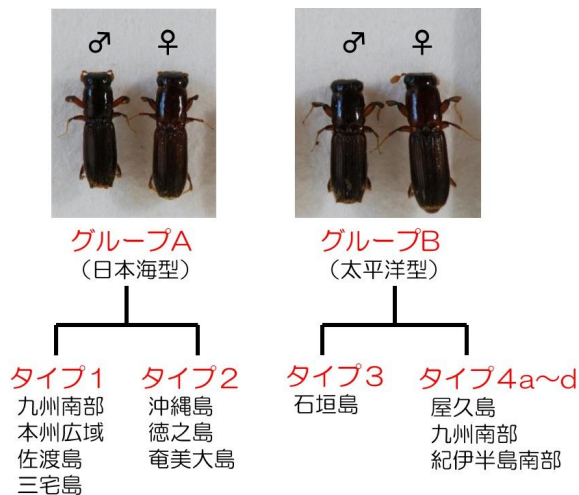 ♂ ♀
♂ ♀
グループA
(日本海型)
グループB
(太平洋型)
タイプ1
九州南部
本州広域
佐渡島
三宅島
タイプ2
沖縄島
徳之島
奄美大島
タイプ3
石垣島
タイプ4a〜d
屋久島
九州南部
紀伊半島南部